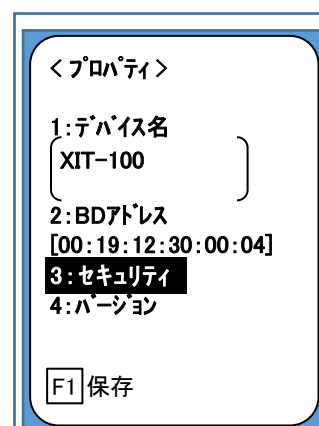 <ﾌﾟﾛﾊﾟﾃｨ>
1:ﾃﾞﾊﾞｲｽ名
XIT-100
2:BDｱﾄﾞﾚｽ
[00:19:12:30:00:04]
3:ｾｷｭﾘﾃｨ
4:ﾊﾞｰｼﾞｮﾝ
F1 保存